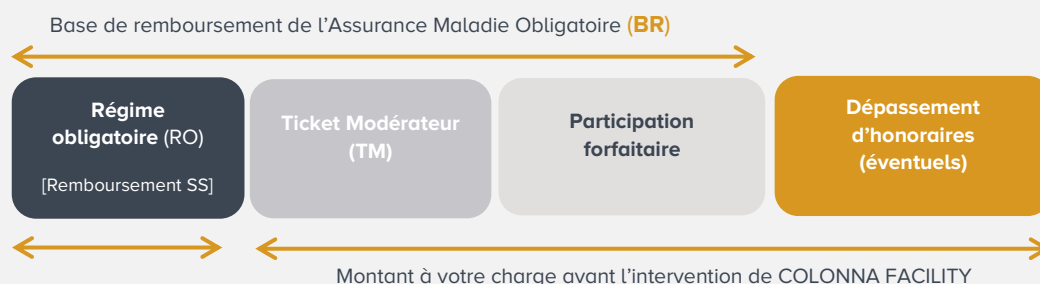 Base de remboursement de l'Assurance Maladie Obligatoire (BR)
Régime
obligatoire (RO)
[Remboursement SS]
Ticket Modérateur
(TM)
Participation
forfaitaire
Dépassement
d'honoraires
(éventuels)
Montant à votre charge avant l'intervention de COLONNA FACILITY